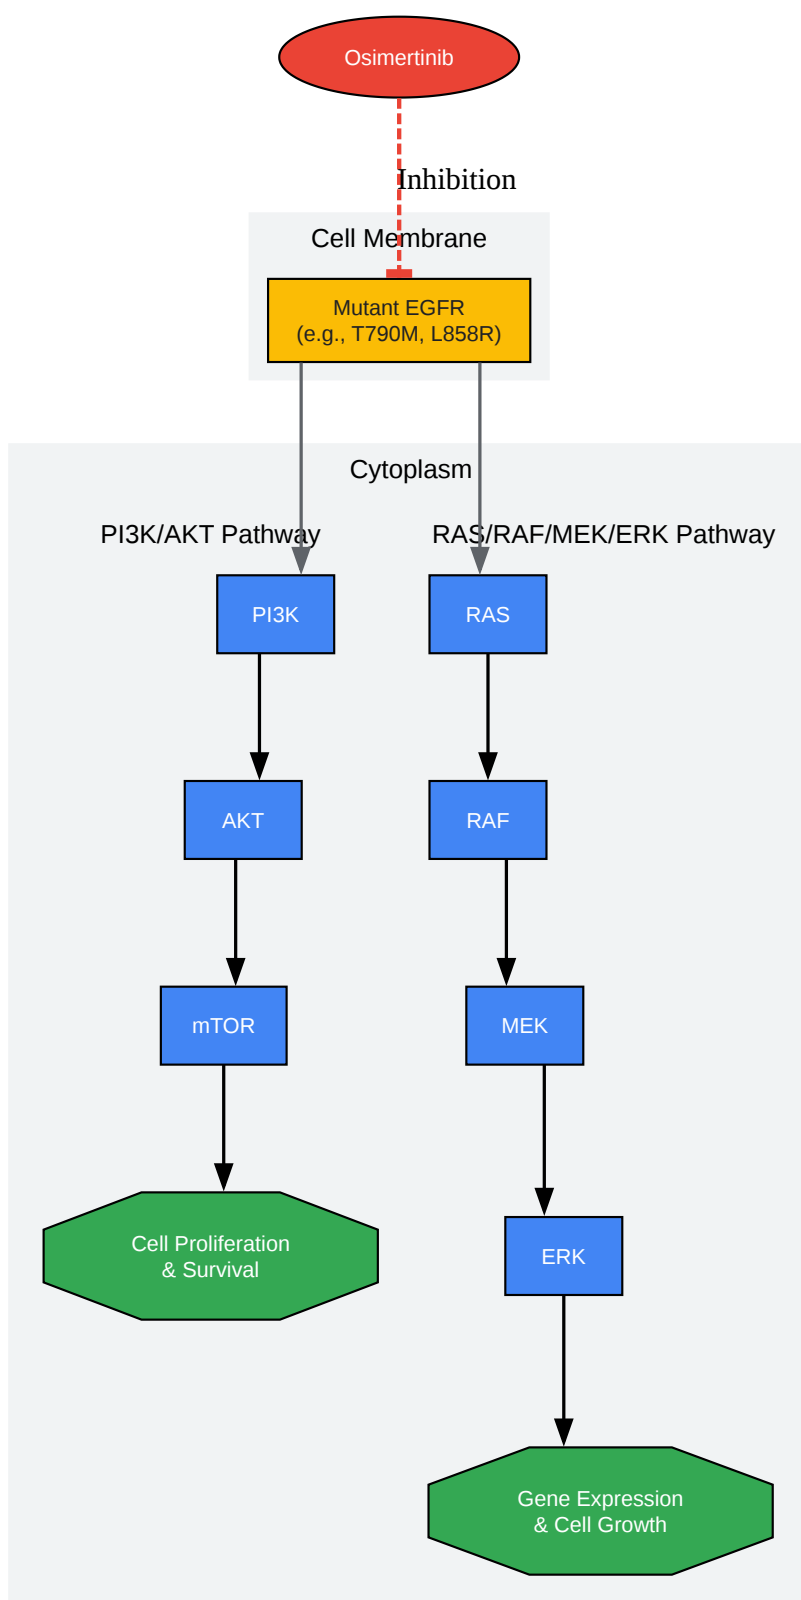 Osimertinib
Inhibition
Cell Membrane
Mutant EGFR
(e.g., T790M, L858R)
Cytoplasm
PI3K/AKT Pathway
RAS/RAF/MEK/ERK Pathway
PI3K
RAS
AKT
RAF
mTOR
MEK
Cell Proliferation
& Survival
ERK
Gene Expression
& Cell Growth